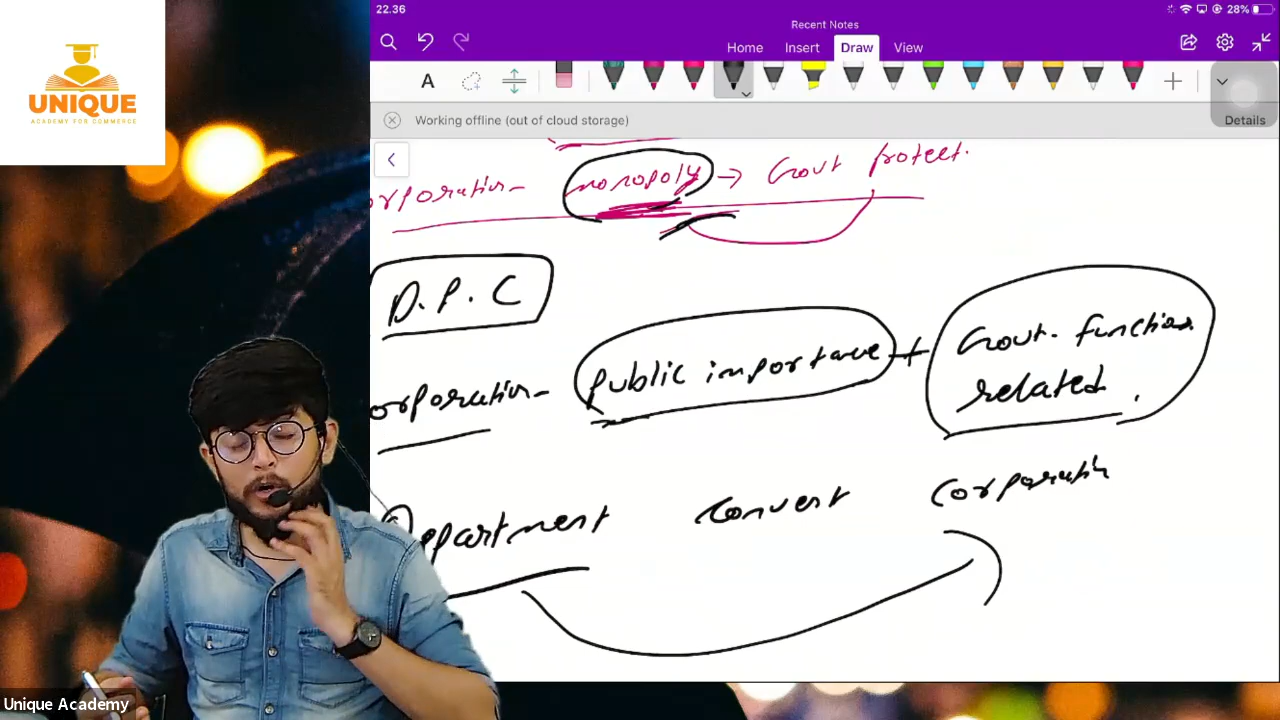 UNIQUE
ACADEMY FOR COMMERCE
22.36
28%
Recent Notes
Home Insert Draw View
A
Working offline (out of cloud storage)
Details
orporation- monopoly → Govt protect.
D.P.C
orporation- public importance + Govt. function
related.
Department convert corporation
Unique Academy